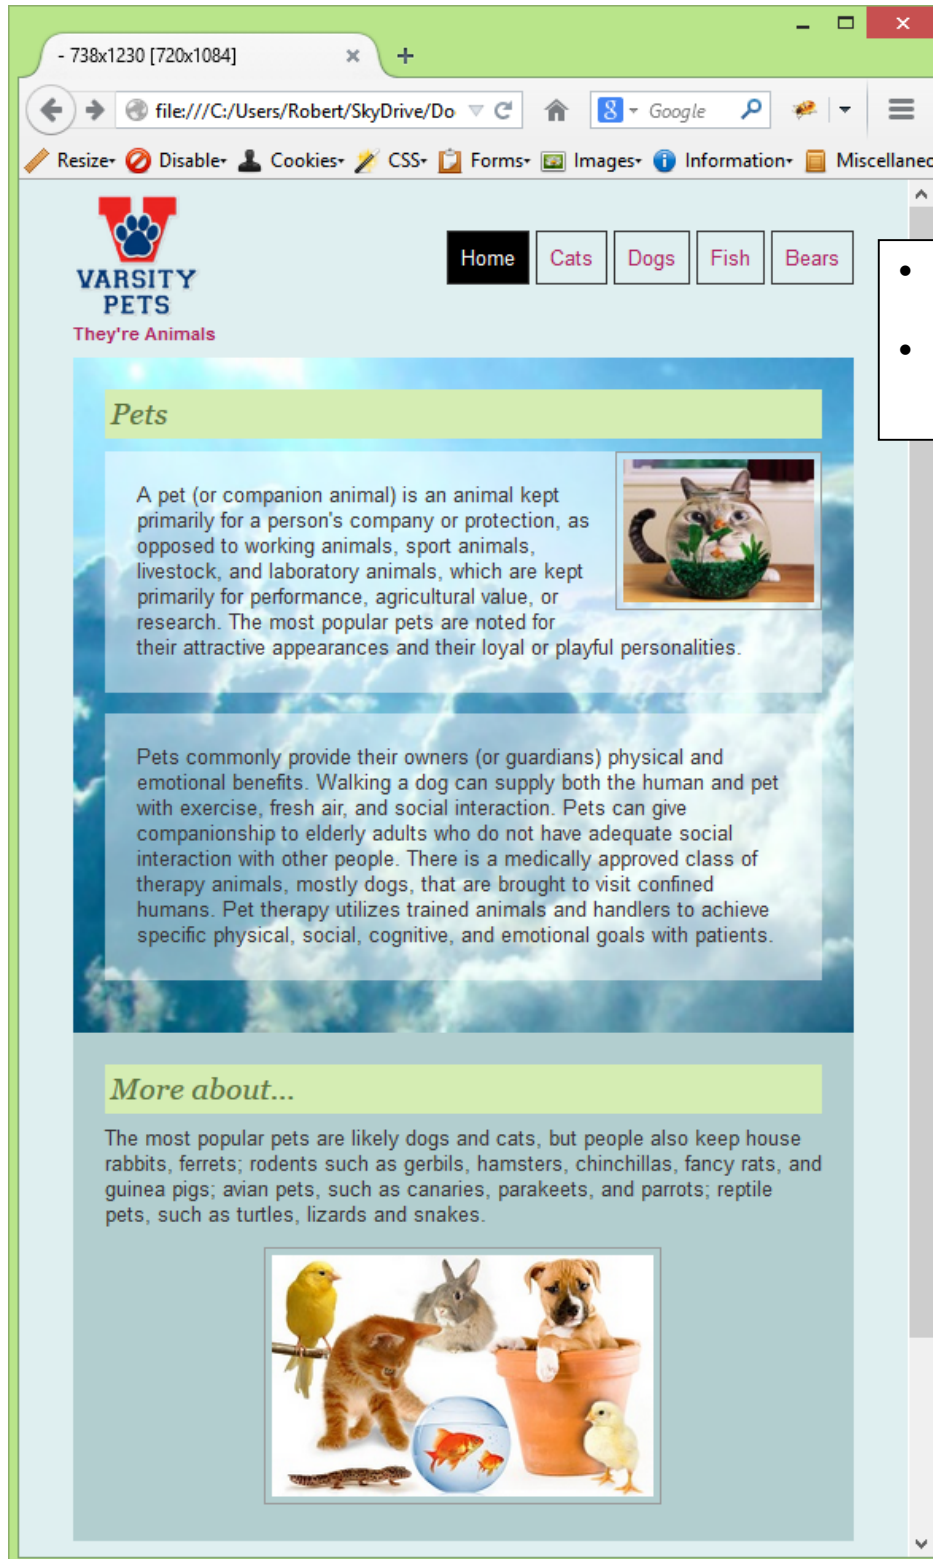 - 738x1230 [720x1084]
file:///C:/Users/Robert/SkyDrive/Do
8 Google
Resize Disable Cookies CSS Forms Images Information Miscellanec
V
VARSITY
PETS
They're Animals
Home Cats Dogs Fish Bears
Pets
A pet (or companion animal) is an animal kept
primarily for a person's company or protection, as
opposed to working animals, sport animals,
livestock, and laboratory animals, which are kept
primarily for performance, agricultural value, or
research. The most popular pets are noted for
their attractive appearances and their loyal or playful personalities.
Pets commonly provide their owners (or guardians) physical and
emotional benefits. Walking a dog can supply both the human and pet
with exercise, fresh air, and social interaction. Pets can give
companionship to elderly adults who do not have adequate social
interaction with other people. There is a medically approved class of
therapy animals, mostly dogs, that are brought to visit confined
humans. Pet therapy utilizes trained animals and handlers to achieve
specific physical, social, cognitive, and emotional goals with patients.
More about...
The most popular pets are likely dogs and cats, but people also keep house
rabbits, ferrets; rodents such as gerbils, hamsters, chinchillas, fancy rats, and
guinea pigs; avian pets, such as canaries, parakeets, and parrots; reptile
pets, such as turtles, lizards and snakes.